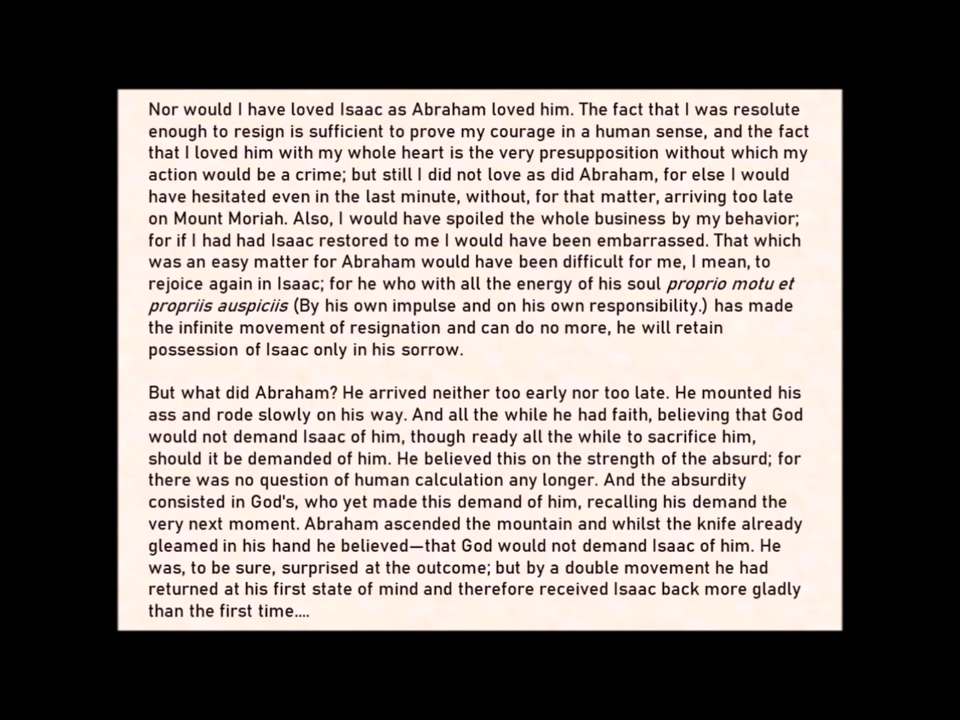 Nor would I have loved Isaac as Abraham loved him. The fact that I was resolute
enough to resign is sufficient to prove my courage in a human sense, and the fact
that I loved him with my whole heart is the very presupposition without which my
action would be a crime; but still I did not love as did Abraham, for else I would
have hesitated even in the last minute, without, for that matter, arriving too late
on Mount Moriah. Also, I would have spoiled the whole business by my behavior;
for if I had had Isaac restored to me I would have been embarrassed. That which
was an easy matter for Abraham would have been difficult for me, I mean, to
rejoice again in Isaac; for he who with all the energy of his soul proprio motu et
propriis auspiciis (By his own impulse and on his own responsibility.) has made
the infinite movement of resignation and can do no more, he will retain
possession of Isaac only in his sorrow.
But what did Abraham? He arrived neither too early nor too late. He mounted his
ass and rode slowly on his way. And all the while he had faith, believing that God
would not demand Isaac of him, though ready all the while to sacrifice him,
should it be demanded of him. He believed this on the strength of the absurd; for
there was no question of human calculation any longer. And the absurdity
consisted in God's, who yet made this demand of him, recalling his demand the
very next moment. Abraham ascended the mountain and whilst the knife already
gleamed in his hand he believed—that God would not demand Isaac of him. He
was, to be sure, surprised at the outcome; but by a double movement he had
returned at his first state of mind and therefore received Isaac back more gladly
than the first time....